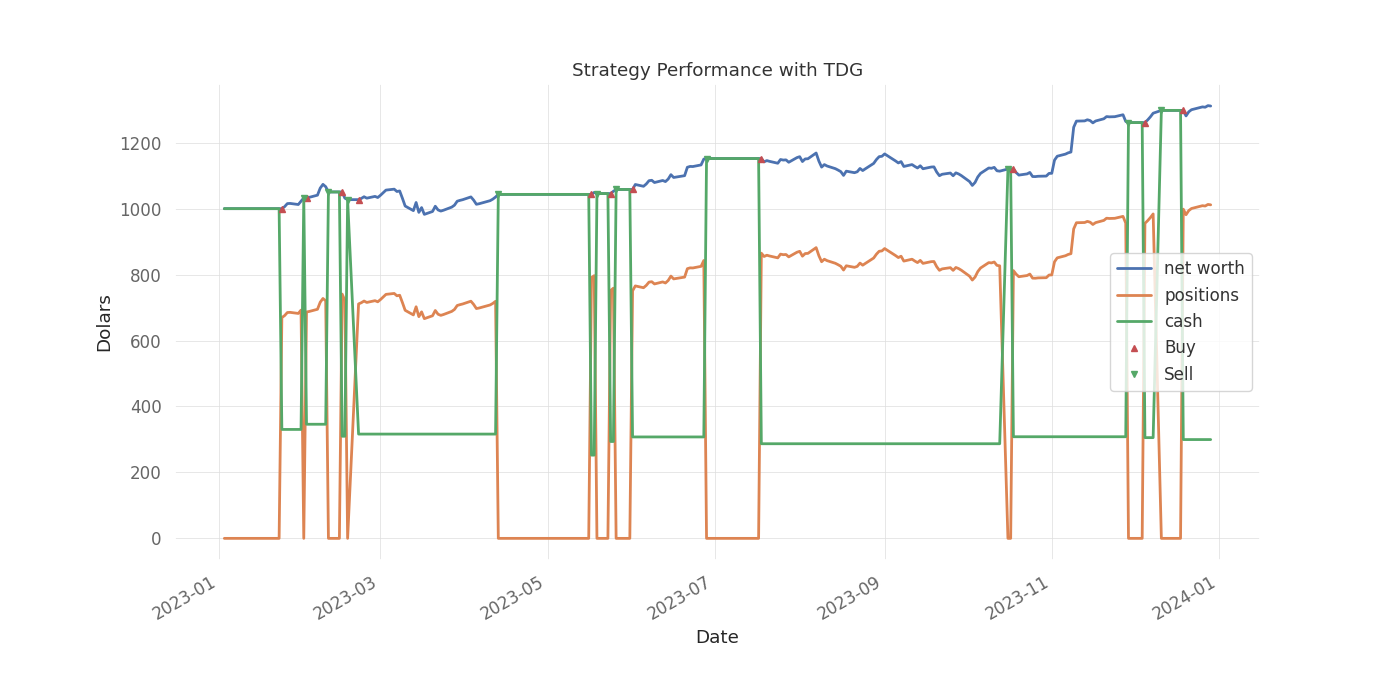 Strategy Performance with TDG
Dolars
1200
1000
800
600
400
200
0
net worth
positions
cash
Buy
Sell
2023-01
2023-03
2023-05
2023-07
2023-09
2023-11
2024-01
Date